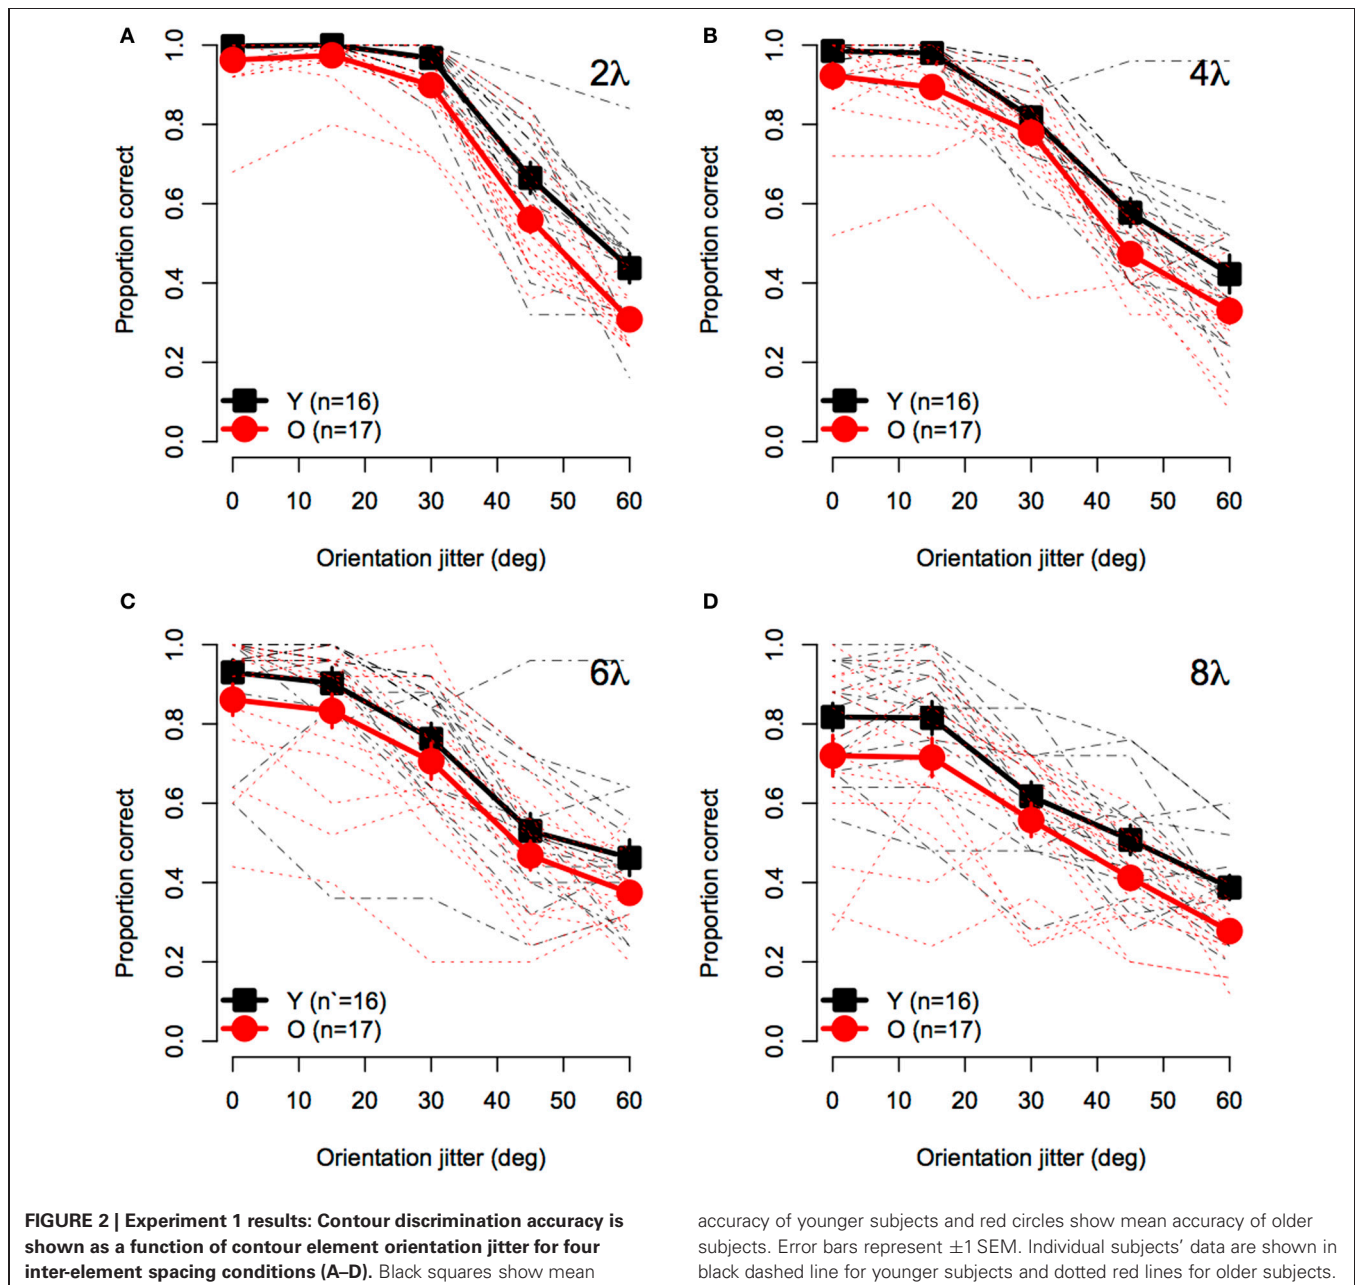 A
1.0
0.8
0.6
0.4
0.2
0.0
Proportion correct
2λ
Y (n=16)
O (n=17)
0 10 20 30 40 50 60
Orientation jitter (deg)
B
1.0
0.8
0.6
0.4
0.2
0.0
Proportion correct
4λ
Y (n=16)
O (n=17)
0 10 20 30 40 50 60
Orientation jitter (deg)
C
1.0
0.8
0.6
0.4
0.2
0.0
Proportion correct
6λ
Y (n`=16)
O (n=17)
0 10 20 30 40 50 60
Orientation jitter (deg)
D
1.0
0.8
0.6
0.4
0.2
0.0
Proportion correct
8λ
Y (n=16)
O (n=17)
0 10 20 30 40 50 60
Orientation jitter (deg)
FIGURE 2 | Experiment 1 results: Contour discrimination accuracy is
shown as a function of contour element orientation jitter for four
inter-element spacing conditions (A–D). Black squares show mean
accuracy of younger subjects and red circles show mean accuracy of older
subjects. Error bars represent ±1 SEM. Individual subjects’ data are shown in
black dashed line for younger subjects and dotted red lines for older subjects.